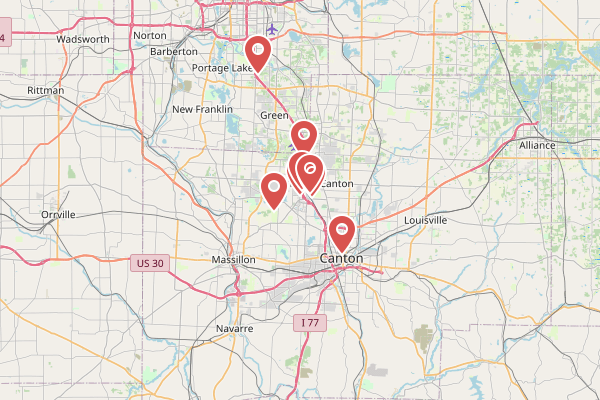 4
Wadsworth
Norton
Barberton
Portage Lake
Rittman
New Franklin
Green
Alliance
Canton
Orrville
Louisville
US 30
Massillon
Canton
Navarre
I 77